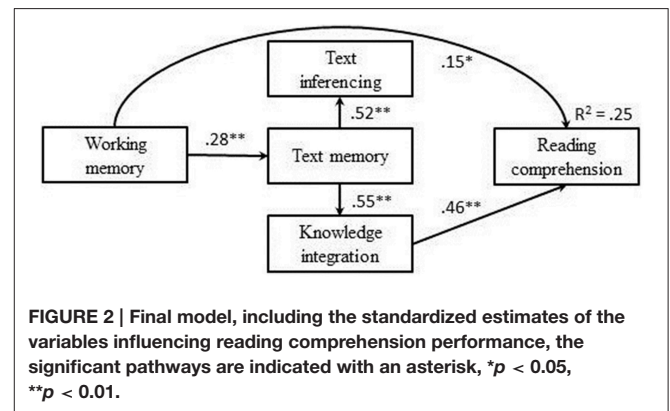 Text
inferencing
.15*
R² = .25
.52**
Working
memory
.28**
Text memory
Reading
comprehension
.55**
.46**
Knowledge
integration
FIGURE 2 | Final model, including the standardized estimates of the
variables influencing reading comprehension performance, the
significant pathways are indicated with an asterisk, *p < 0.05,
**p < 0.01.